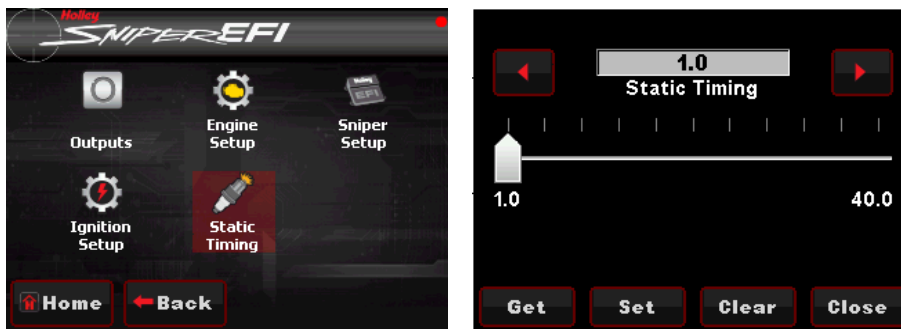 Holley
SNIPER EFI
Outputs
Engine
Setup
Holley
EFI
Sniper
Setup
Ignition
Setup
Static
Timing
Home
Back
1.0
Static Timing
1.0
40.0
Get
Set
Clear
Close